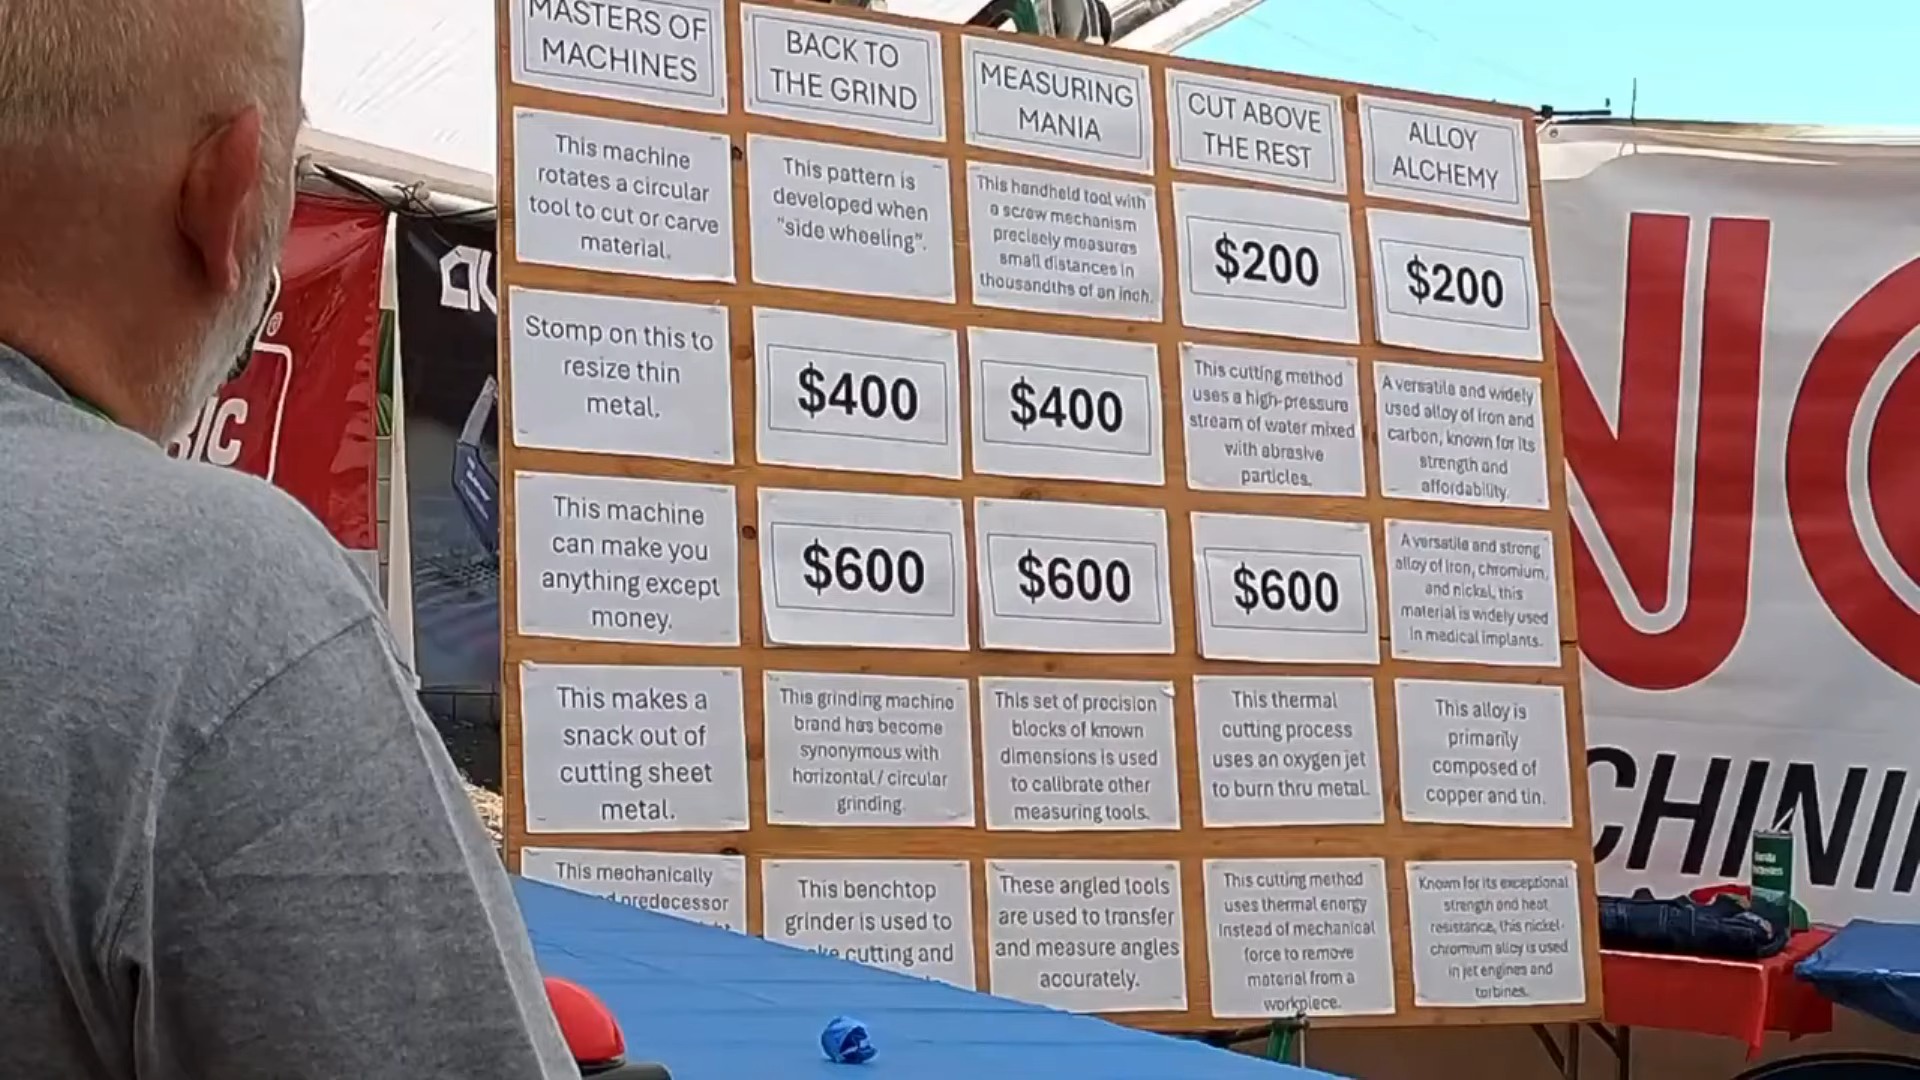 MASTERS OF
MACHINES
BACK TO
THE GRIND
MEASURING
MANIA
CUT ABOVE
THE REST
ALLOY
ALCHEMY
This machine
rotates a circular
tool to cut or carve
material.
This pattern is
developed when
"side wheeling".
This handheld tool with
a screw mechanism
precisely measures
small distances in
thousandths of an inch.
$200
$200
Stomp on this to
resize thin
metal.
$400
$400
This cutting method
uses a high-pressure
stream of water mixed
with abrasive
particles.
A versatile and widely
used alloy of iron and
carbon, known for its
strength and
affordability.
This machine
can make you
anything except
money.
$600
$600
$600
A versatile and strong
alloy of iron, chromium,
and nickel, this
material is widely used
in medical implants.
This makes a
snack out of
cutting sheet
metal.
This grinding machine
brand has become
synonymous with
horizontal / circular
grinding.
This set of precision
blocks of known
dimensions is used
to calibrate other
measuring tools.
This thermal
cutting process
uses an oxygen jet
to burn thru metal.
This alloy is
primarily
composed of
copper and tin.
This mechanically
predecessor
This benchtop
grinder is used to
cutting and
These angled tools
are used to transfer
and measure angles
accurately.
This cutting method
uses thermal energy
instead of mechanical
force to remove
material from a
workpiece.
Known for its exceptional
strength and heat
resistance, this nickel-
chromium alloy is used
in jet engines and
turbines.
RIC
NC
CHINI